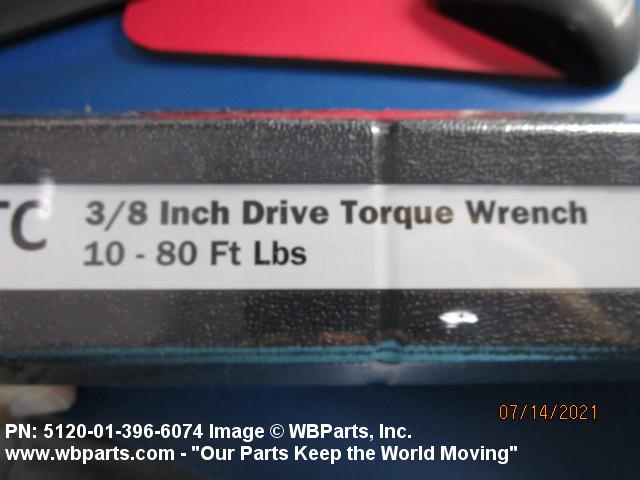 TC
3/8 Inch Drive Torque Wrench
10 - 80 Ft Lbs
07/14/2021
PN: 5120-01-396-6074 Image © WBParts, Inc.
www.wbparts.com - "Our Parts Keep the World Moving"